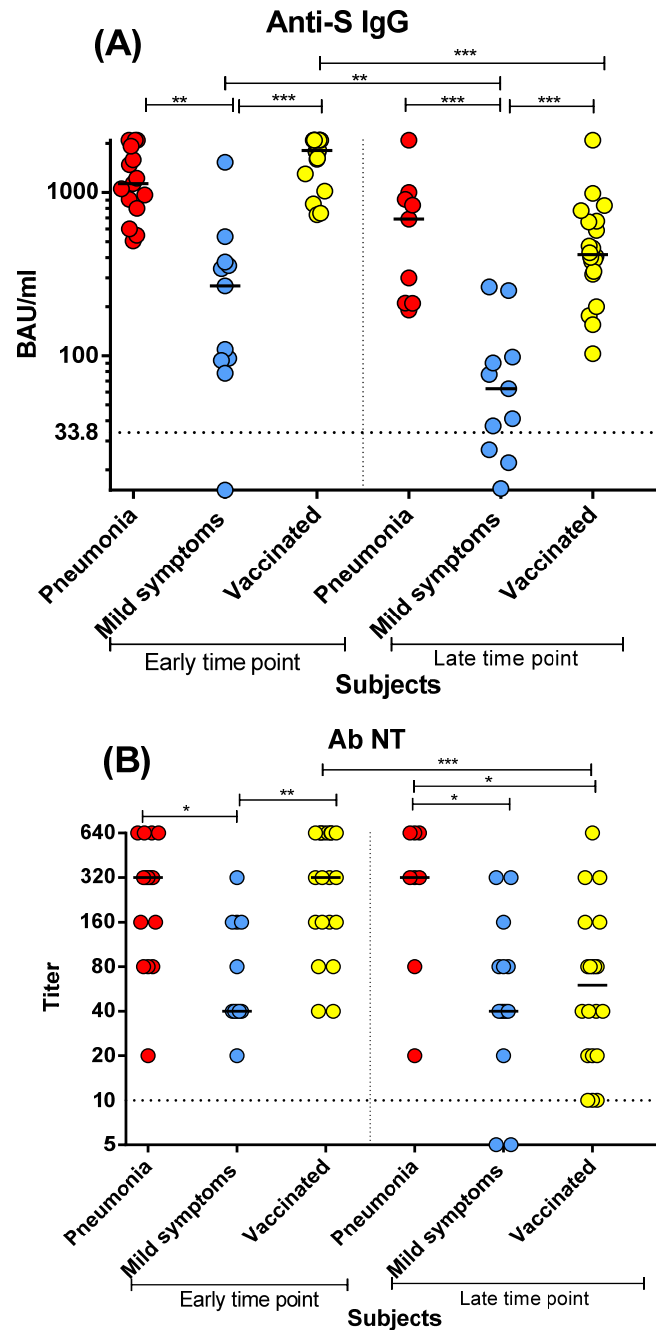 (A)
Anti-S IgG
***
**
** *** *** ***
1000
100
33.8
BAU/ml
Pneumonia
Mild symptoms
Vaccinated
Pneumonia
Mild symptoms
Vaccinated
Early time point
Late time point
Subjects
(B)
Ab NT
***
*
* ** *
640
320
160
80
40
20
10
5
Titer
Pneumonia
Mild symptoms
Vaccinated
Pneumonia
Mild symptoms
Vaccinated
Early time point
Late time point
Subjects